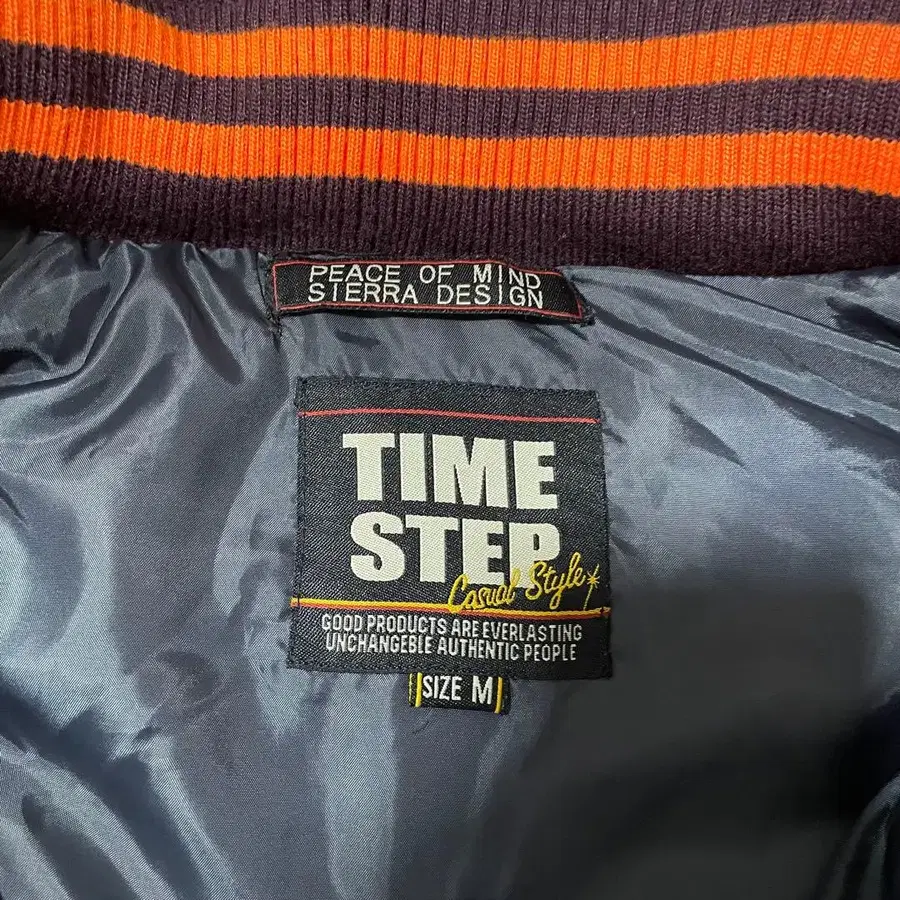 PEACE OF MIND
STERRA DESIGN
TIME
STEP
Casual Style
GOOD PRODUCTS ARE EVERLASTING
UNCHANGEBLE AUTHENTIC PEOPLE
SIZE M